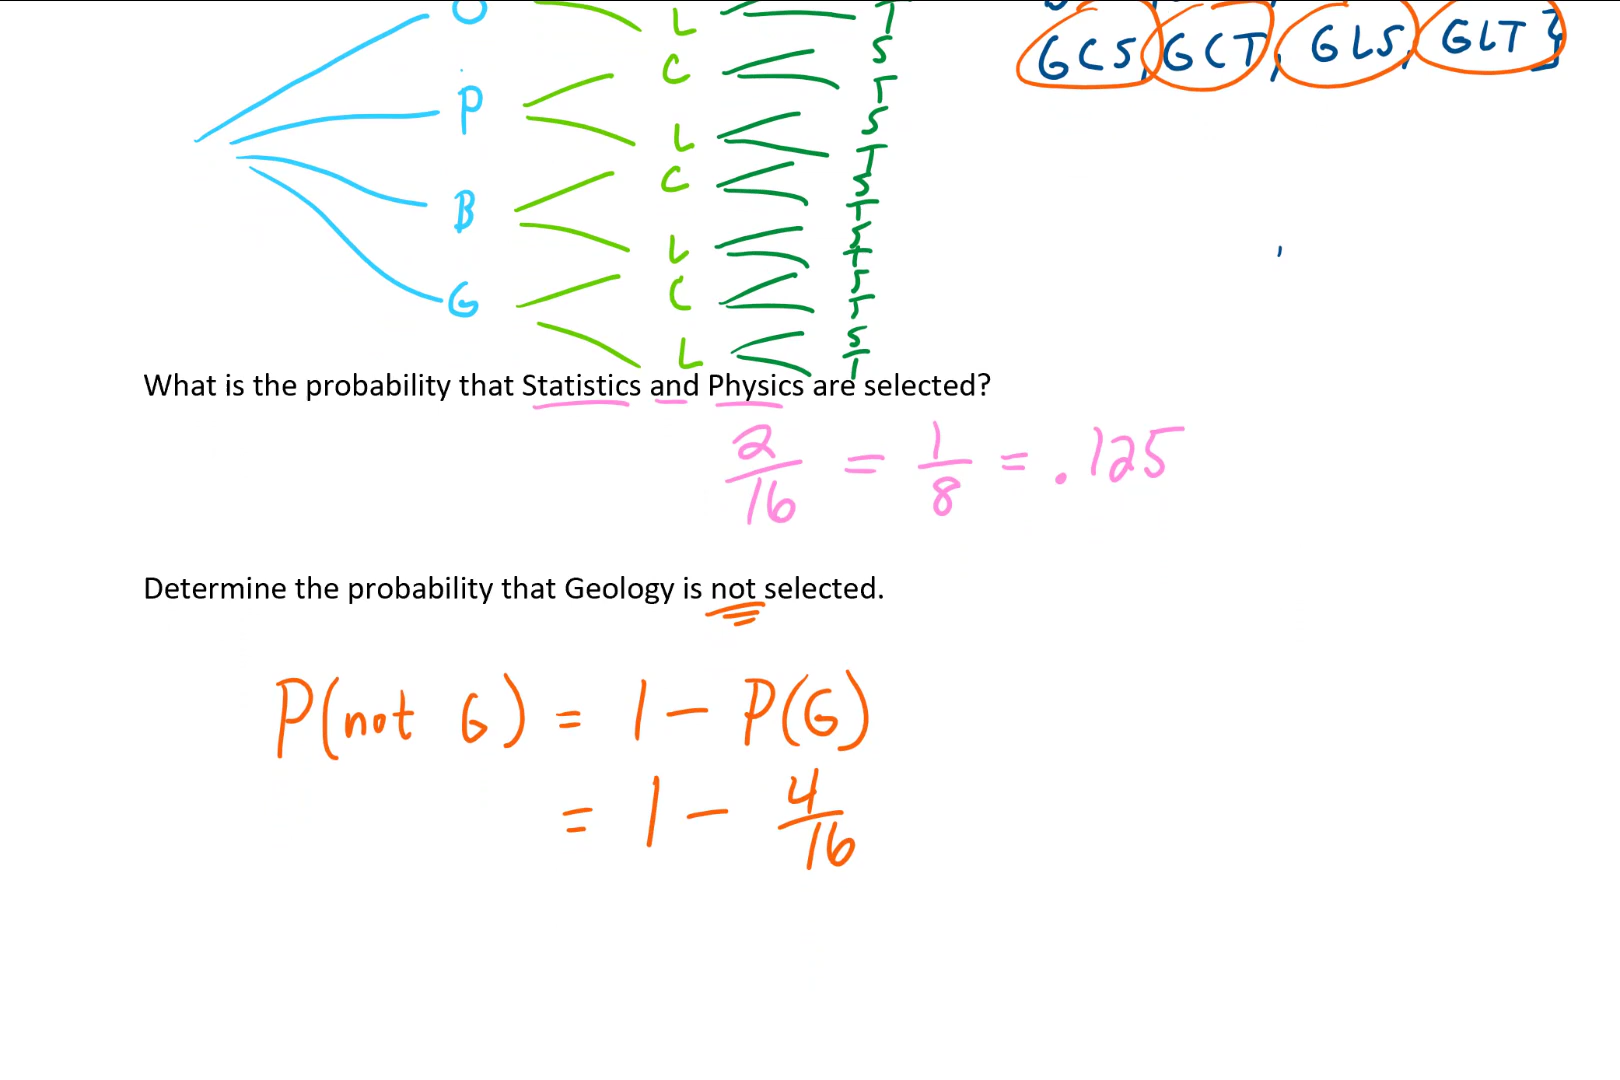 L T GCS, GCT, GLS, GLT }
C S
T
P S
L T
C S
B T
L S
T
C S
G T
L S
T
What is the probability that Statistics and Physics are selected?
2/16 = 1/8 = .125
Determine the probability that Geology is not selected.
P(not G) = 1 - P(G)
= 1 - 4/16